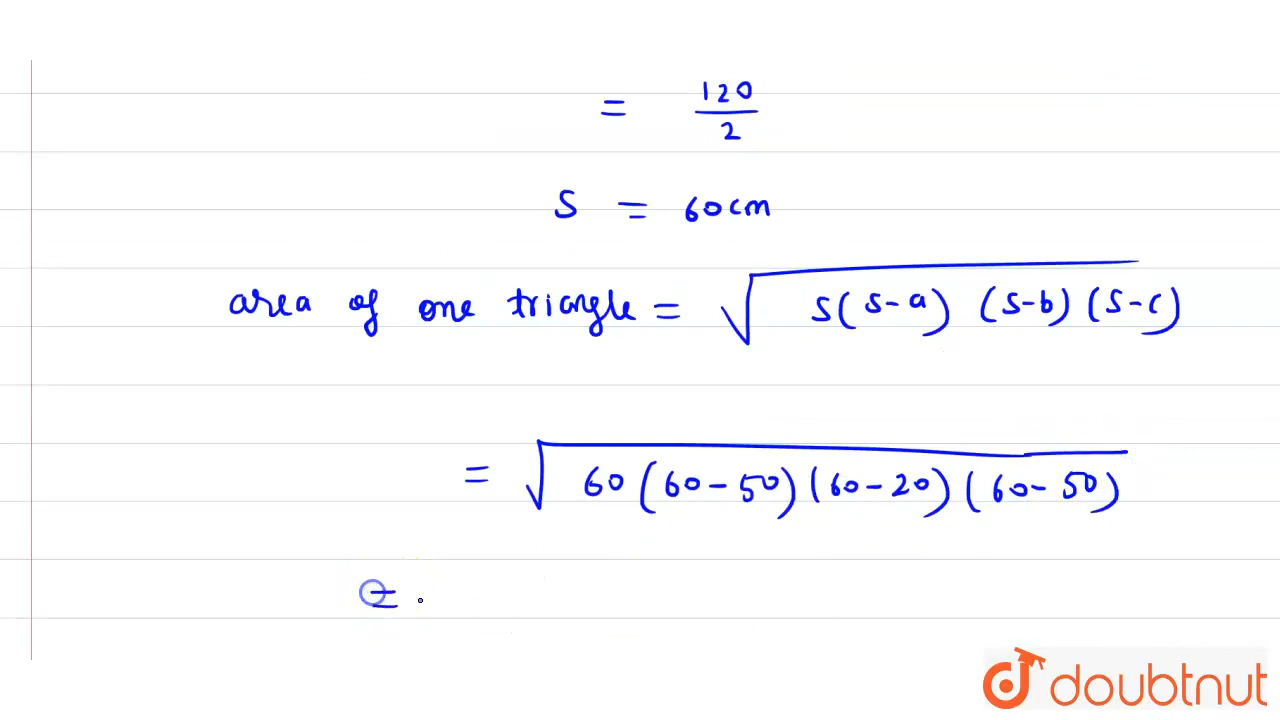 = 120/2
S = 60cm
area of one triangle = √s(s-a) (s-b) (s-c)
= √60(60-50)(60-20)(60-50)
=
doubtnut